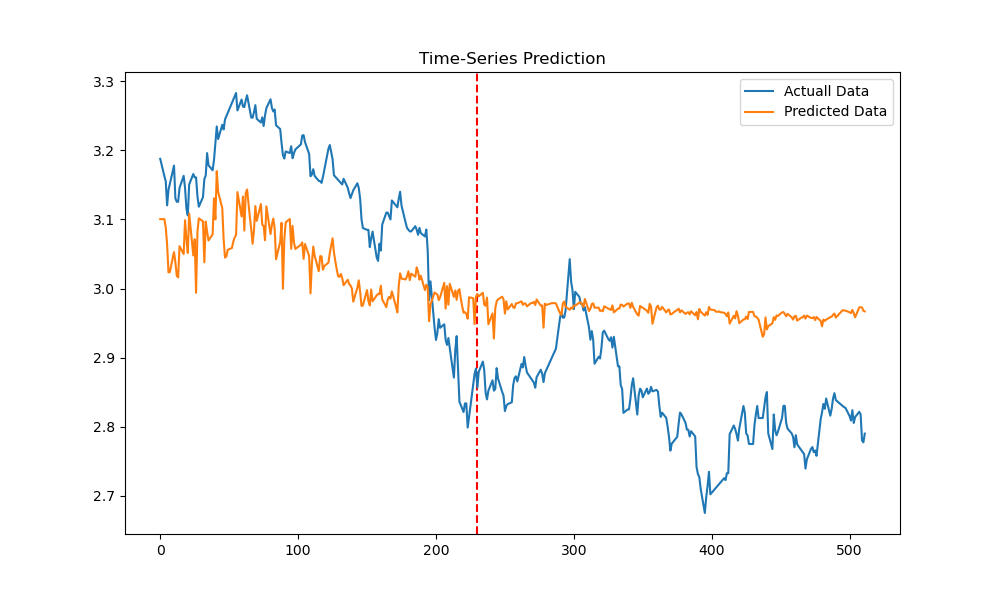 Time-Series Prediction
Actuall Data
Predicted Data
3.3
3.2
3.1
3.0
2.9
2.8
2.7
0 100 200 300 400 500